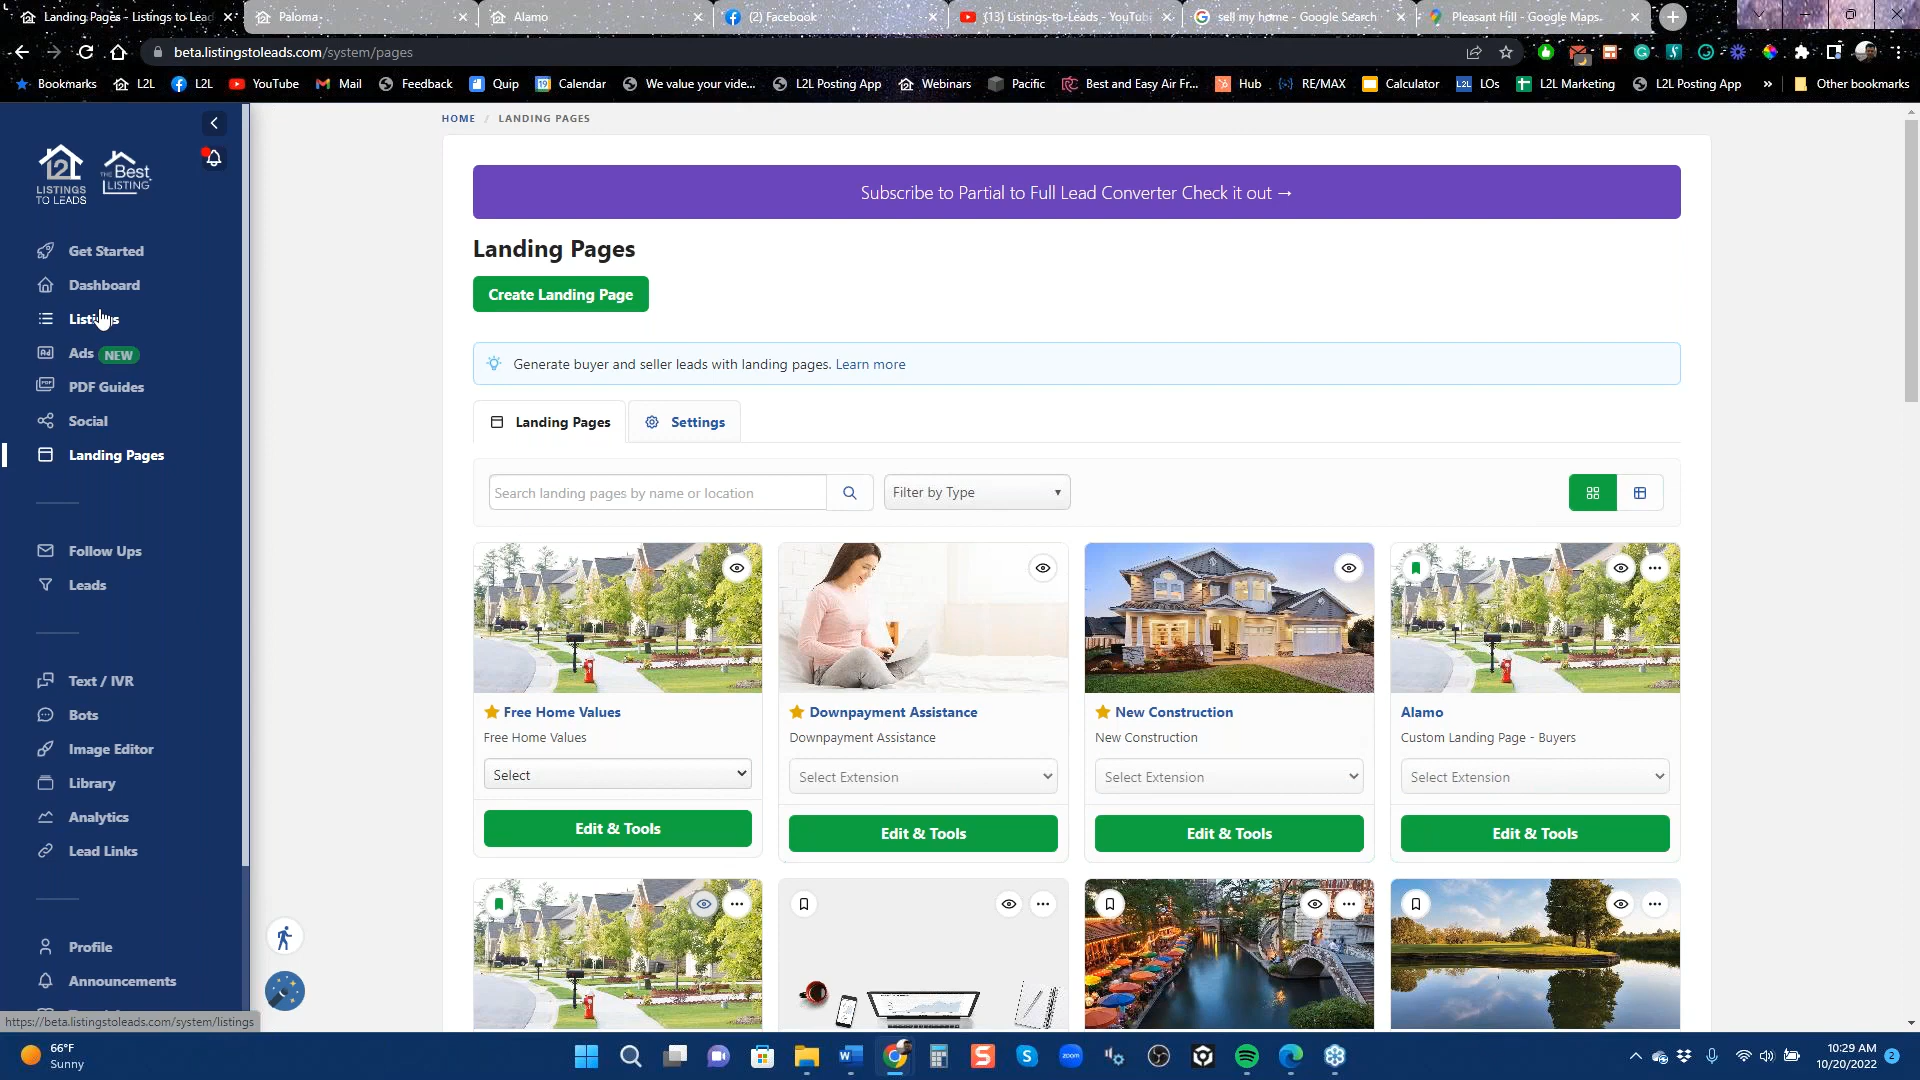 Landing Pages - Listings to Lead
Paloma
Alamo
(2) Facebook
(13) Listings-to-Leads - YouTube
sell my home - Google Search
Pleasant Hill - Google Maps
beta.listingstoleads.com/system/pages
Bookmarks
L2L
L2L
YouTube
Mail
Feedback
Quip
Calendar
We value your vide...
L2L Posting App
Webinars
Pacific
Best and Easy Air Fr...
Hub
RE/MAX
Calculator
LOs
L2L Marketing
L2L Posting App
»
Other bookmarks
LISTINGS TO LEADS
THE Best LISTING
Get Started
Dashboard
Listings
Ads NEW
PDF Guides
Social
Landing Pages
Follow Ups
Leads
Text / IVR
Bots
Image Editor
Library
Analytics
Lead Links
Profile
Announcements
https://beta.listingstoleads.com/system/listings
HOME / LANDING PAGES
Subscribe to Partial to Full Lead Converter Check it out →
Landing Pages
Create Landing Page
Generate buyer and seller leads with landing pages. Learn more
Landing Pages
Settings
Search landing pages by name or location
Filter by Type
Free Home Values
Free Home Values
Select
Edit & Tools
Downpayment Assistance
Downpayment Assistance
Select Extension
Edit & Tools
New Construction
New Construction
Select Extension
Edit & Tools
Alamo
Custom Landing Page - Buyers
Select Extension
Edit & Tools
66°F
Sunny
10:29 AM
10/20/2022
2